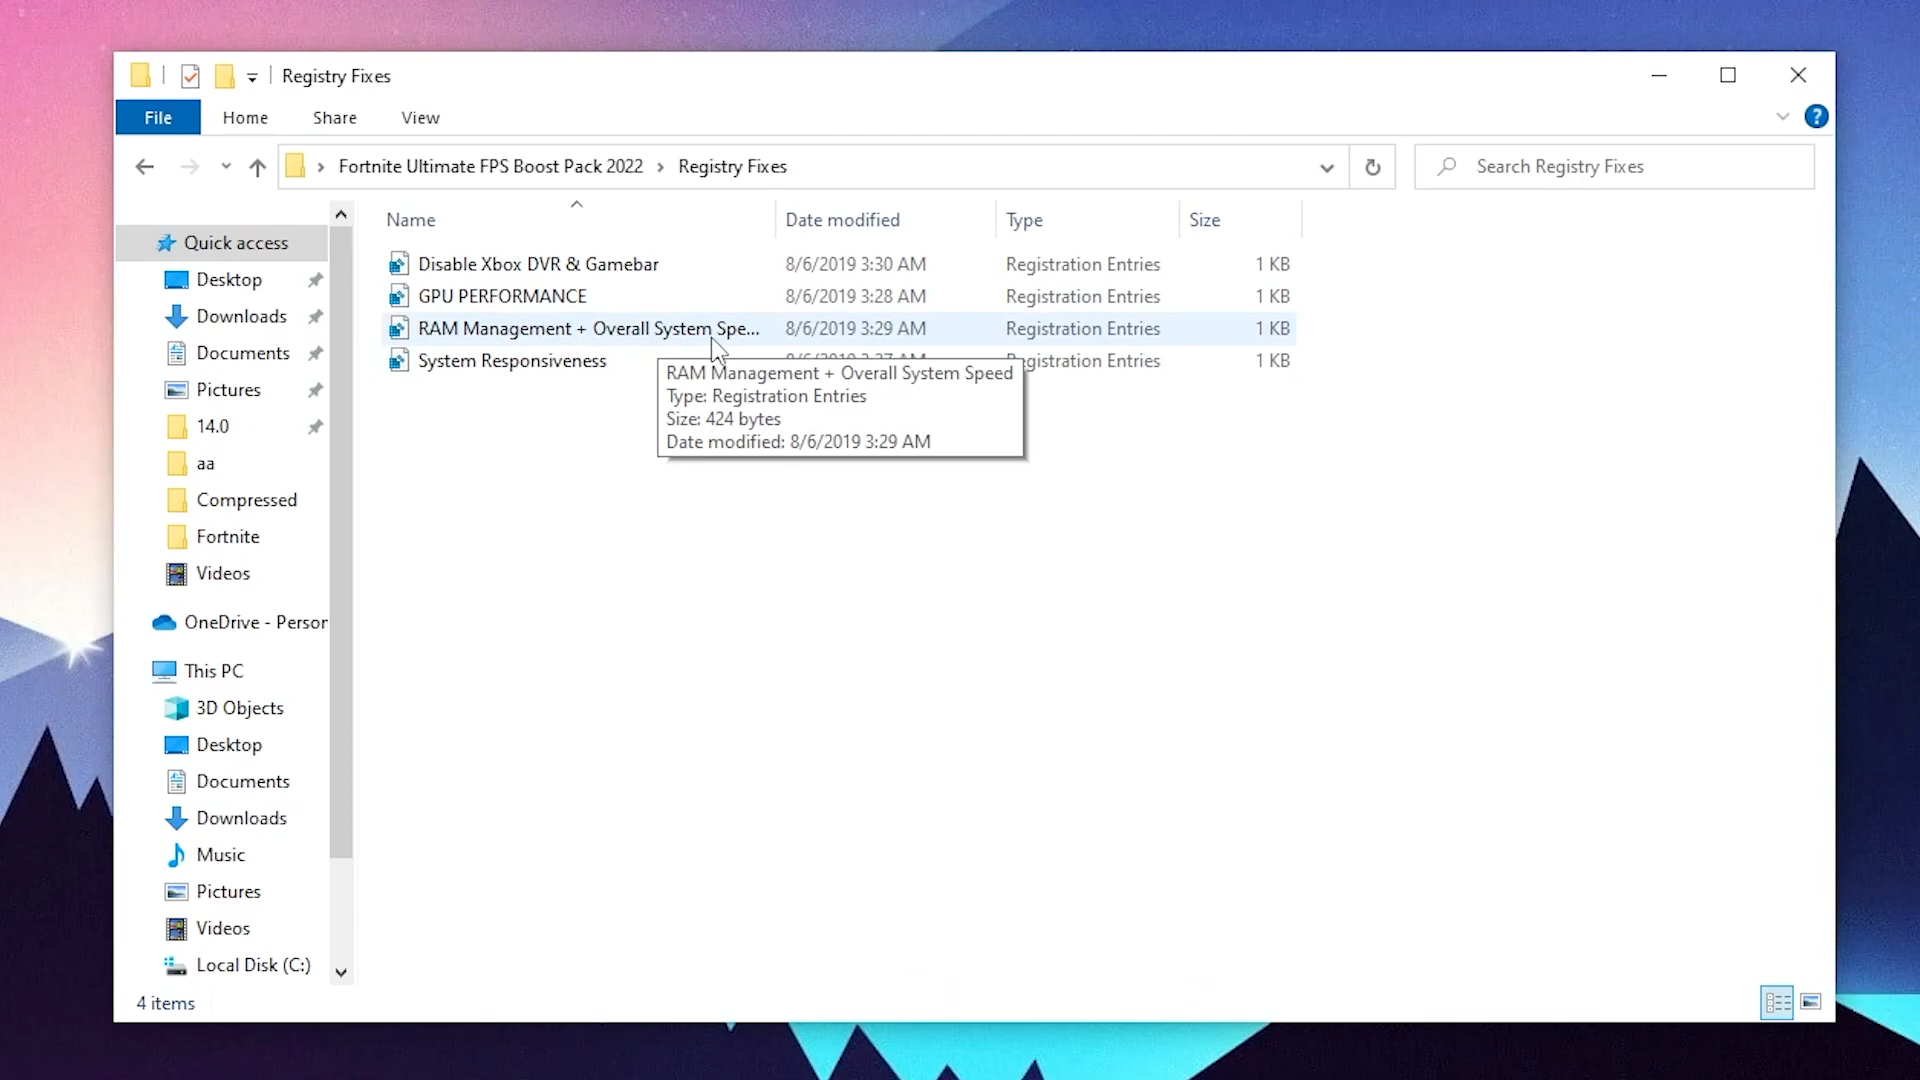 Registry Fixes
File Home Share View
?
Fortnite Ultimate FPS Boost Pack 2022 Registry Fixes
Search Registry Fixes
Name Date modified Type Size
Disable Xbox DVR & Gamebar 8/6/2019 3:30 AM Registration Entries 1 KB
GPU PERFORMANCE 8/6/2019 3:28 AM Registration Entries 1 KB
RAM Management + Overall System Spe... 8/6/2019 3:29 AM Registration Entries 1 KB
System Responsiveness gistration Entries 1 KB
RAM Management + Overall System Speed
Type: Registration Entries
Size: 424 bytes
Date modified: 8/6/2019 3:29 AM
Quick access
Desktop
Downloads
Documents
Pictures
14.0
aa
Compressed
Fortnite
Videos
OneDrive - Person
This PC
3D Objects
Desktop
Documents
Downloads
Music
Pictures
Videos
Local Disk (C:)
4 items